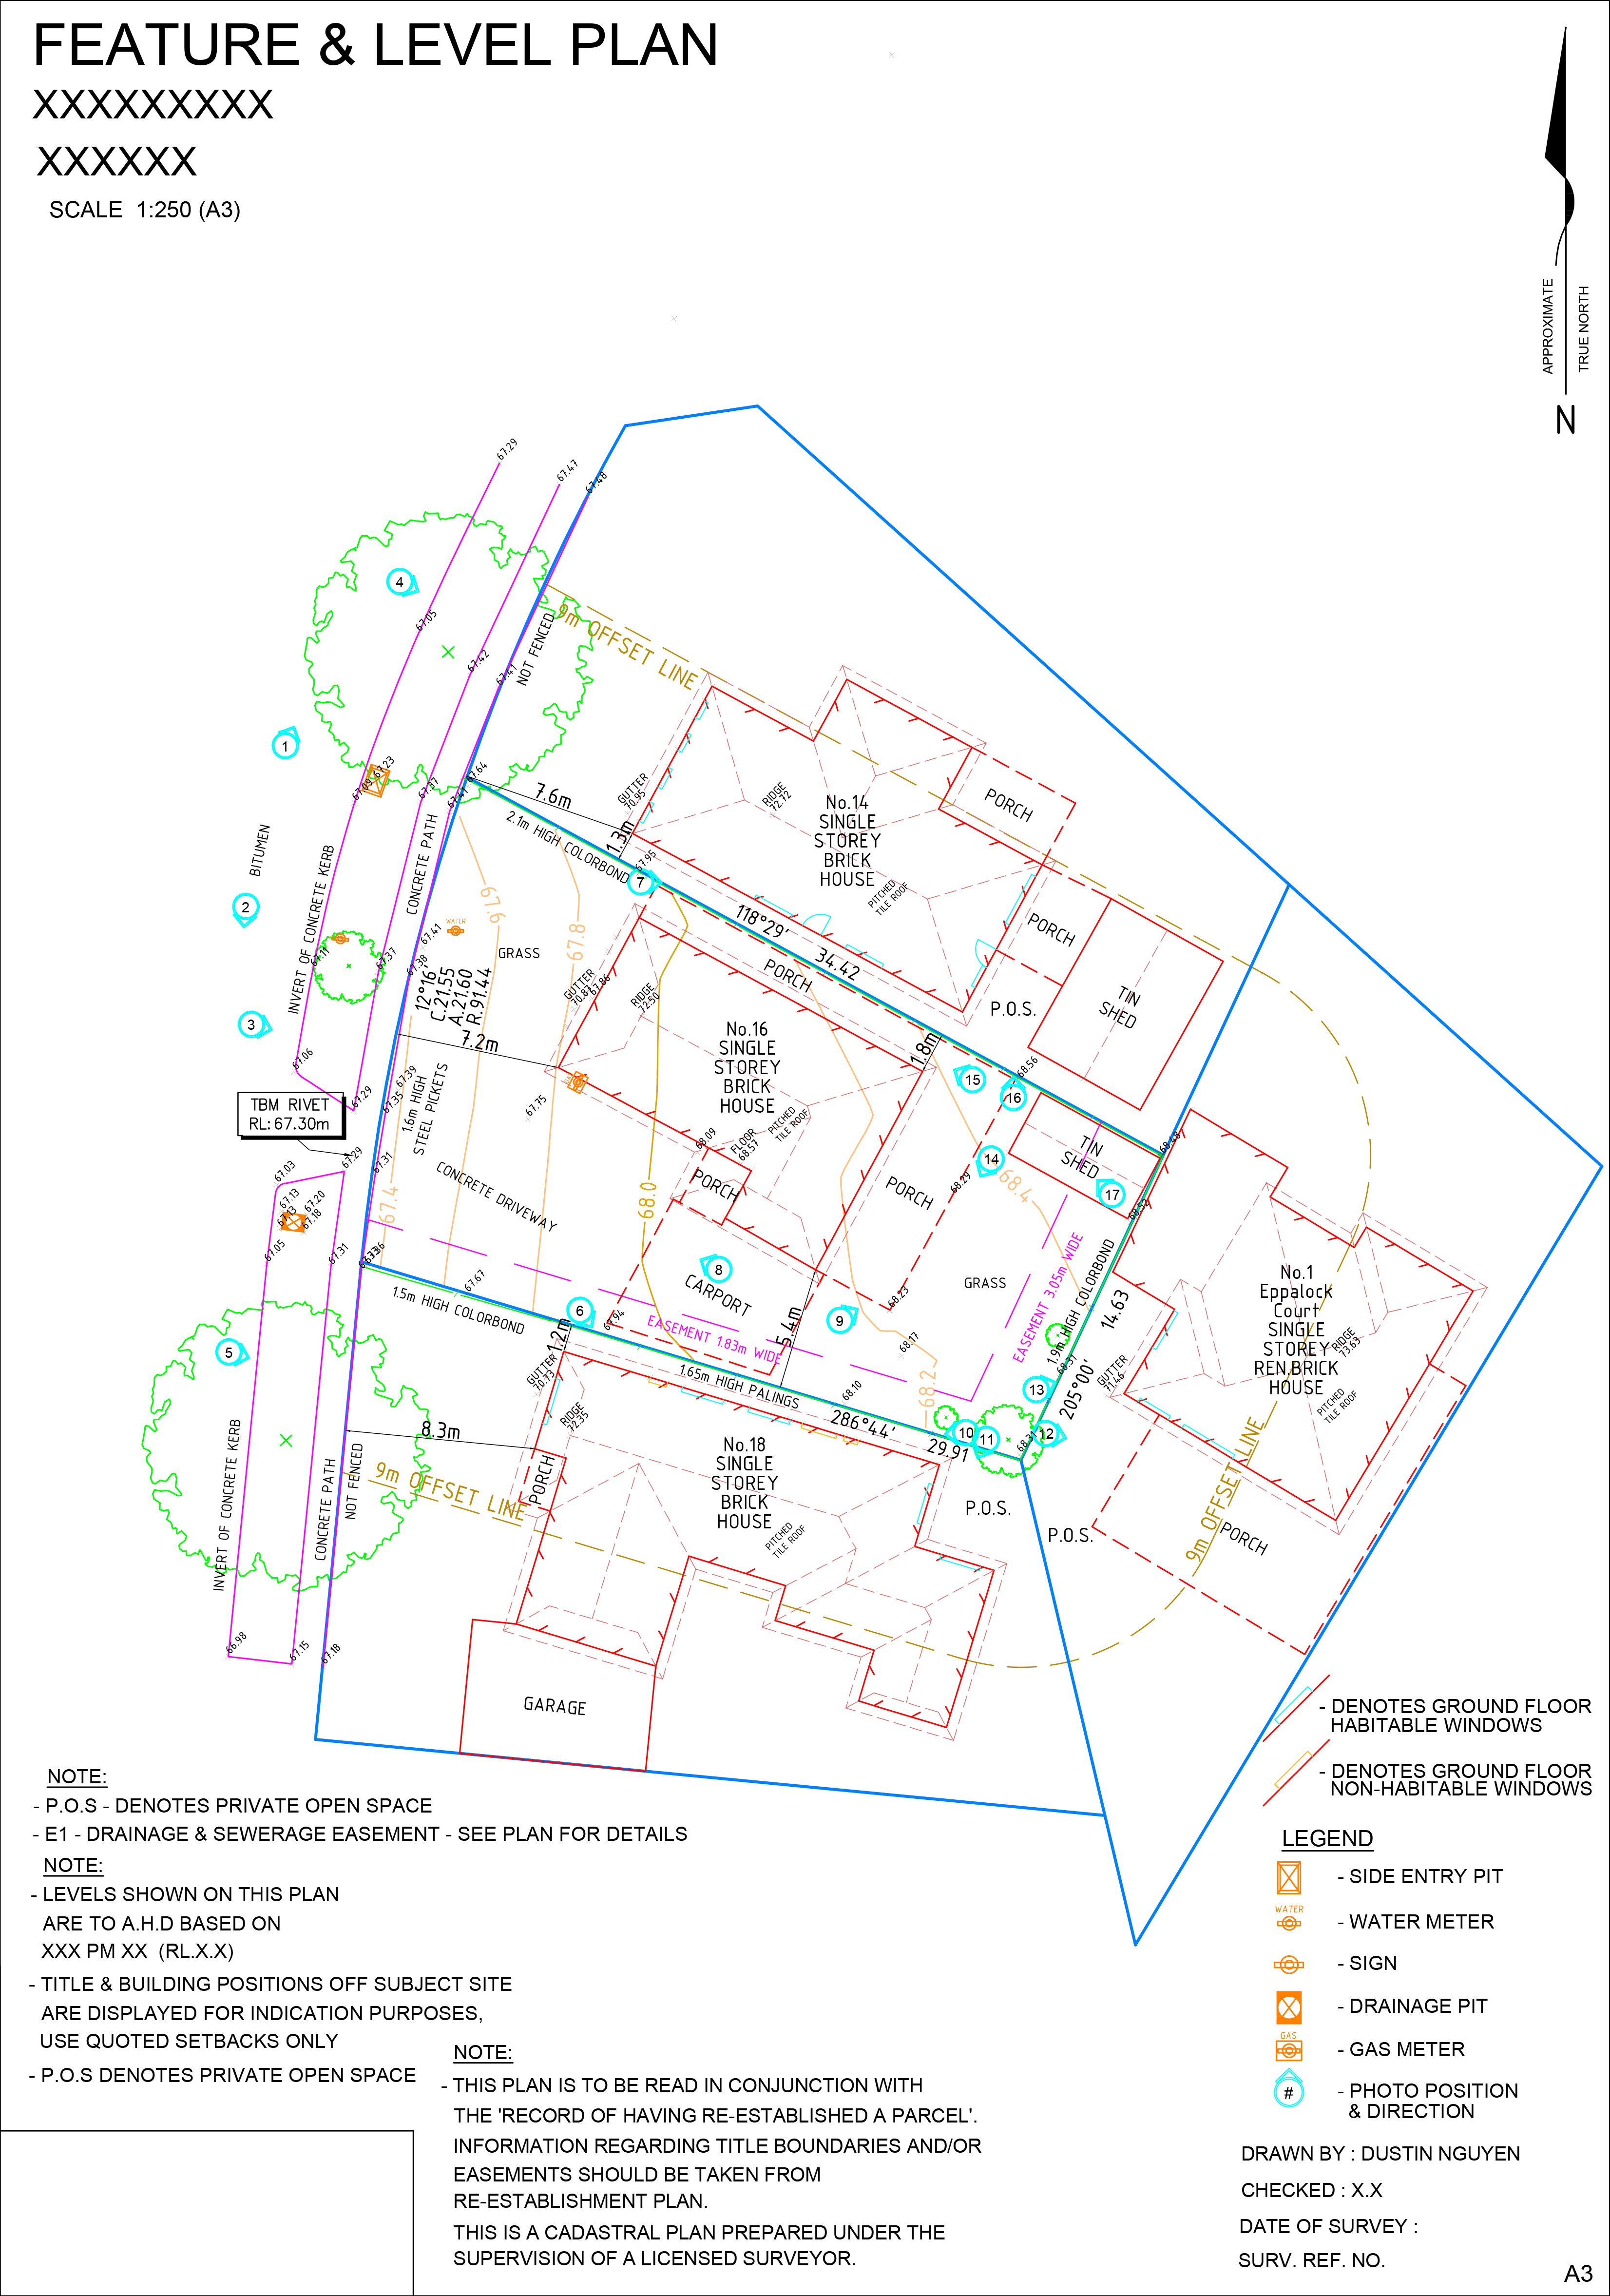 FEATURE & LEVEL PLAN
XXXXXXXXX
XXXXXX
SCALE 1:250 (A3)
APPROXIMATE
TRUE NORTH
N
67.29
67.47
67.48
4
67.05
67.42
67.47
NOT FENCED
9m OFFSET LINE
1
67.09
67.23
67.37
67.41
67.64
7.6m
2.1m HIGH COLORBOND
1.3m
67.95
7
GUTTER
70.95
RIDGE
72.72
No.14
SINGLE
STOREY
BRICK
HOUSE
PITCHED
TILE ROOF
PORCH
PORCH
TIN
SHED
P.O.S.
BITUMEN
2
3
INVERT OF CONCRETE KERB
CONCRETE PATH
67.11
67.37
67.41
67.38
WATER
67.6
67.8
GRASS
12°16'
C.21.55
A.21.60
R.91.44
7.2m
118°29'
34.42
PORCH
GUTTER
70.87
67.86
RIDGE
72.50
No.16
SINGLE
STOREY
BRICK
HOUSE
PITCHED
TILE ROOF
FLOOR
68.57
68.09
1.8m
15
16
68.56
67.06
67.29
TBM RIVET
RL: 67.30m
67.39
67.35
1.6m HIGH
STEEL PICKETS
67.75
67.29
67.31
67.03
67.13
67.20
67.13
67.18
67.05
67.31
67.36
67.4
CONCRETE DRIVEWAY
68.0
PORCH
PORCH
14
68.29
68.4
TIN
SHED
17
68.48
68.52
8
CARPORT
67.67
1.5m HIGH COLORBOND
6
67.94
1.2m
EASEMENT 1.83m WIDE
5.4m
9
68.23
68.17
GRASS
EASEMENT 3.05m WIDE
1.9m HIGH COLORBOND
14.63
68.37
205°00'
13
12
68.31
10
11
68.2
68.10
1.65m HIGH PALINGS
286°44'
29.91
GUTTER
71.46
No.1
Eppalock
Court
SINGLE
STOREY
REN.BRICK
HOUSE
RIDGE
73.63
PITCHED
TILE ROOF
5
8.3m
GUTTER
70.73
RIDGE
72.35
PORCH
9m OFFSET LINE
No.18
SINGLE
STOREY
BRICK
HOUSE
PITCHED
TILE ROOF
P.O.S.
P.O.S.
PORCH
9m OFFSET LINE
INVERT OF CONCRETE KERB
CONCRETE PATH
NOT FENCED
66.98
67.15
67.18
GARAGE
- DENOTES GROUND FLOOR
HABITABLE WINDOWS
- DENOTES GROUND FLOOR
NON-HABITABLE WINDOWS
NOTE:
- P.O.S - DENOTES PRIVATE OPEN SPACE
- E1 - DRAINAGE & SEWERAGE EASEMENT - SEE PLAN FOR DETAILS
NOTE:
- LEVELS SHOWN ON THIS PLAN
ARE TO A.H.D BASED ON
XXX PM XX (RL.X.X)
- TITLE & BUILDING POSITIONS OFF SUBJECT SITE
ARE DISPLAYED FOR INDICATION PURPOSES,
USE QUOTED SETBACKS ONLY
- P.O.S DENOTES PRIVATE OPEN SPACE
NOTE:
- THIS PLAN IS TO BE READ IN CONJUNCTION WITH
THE 'RECORD OF HAVING RE-ESTABLISHED A PARCEL'.
INFORMATION REGARDING TITLE BOUNDARIES AND/OR
EASEMENTS SHOULD BE TAKEN FROM
RE-ESTABLISHMENT PLAN.
THIS IS A CADASTRAL PLAN PREPARED UNDER THE
SUPERVISION OF A LICENSED SURVEYOR.
LEGEND
- SIDE ENTRY PIT
WATER
- WATER METER
- SIGN
- DRAINAGE PIT
GAS
- GAS METER
#
- PHOTO POSITION
& DIRECTION
DRAWN BY : DUSTIN NGUYEN
CHECKED : X.X
DATE OF SURVEY :
SURV. REF. NO.
A3